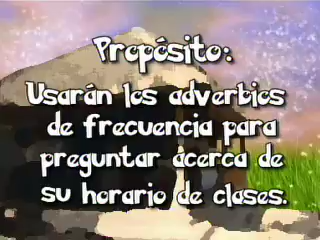 Propósito:
Usarán los adverbios
de frecuencia para
preguntar acerca de
su horario de clases.